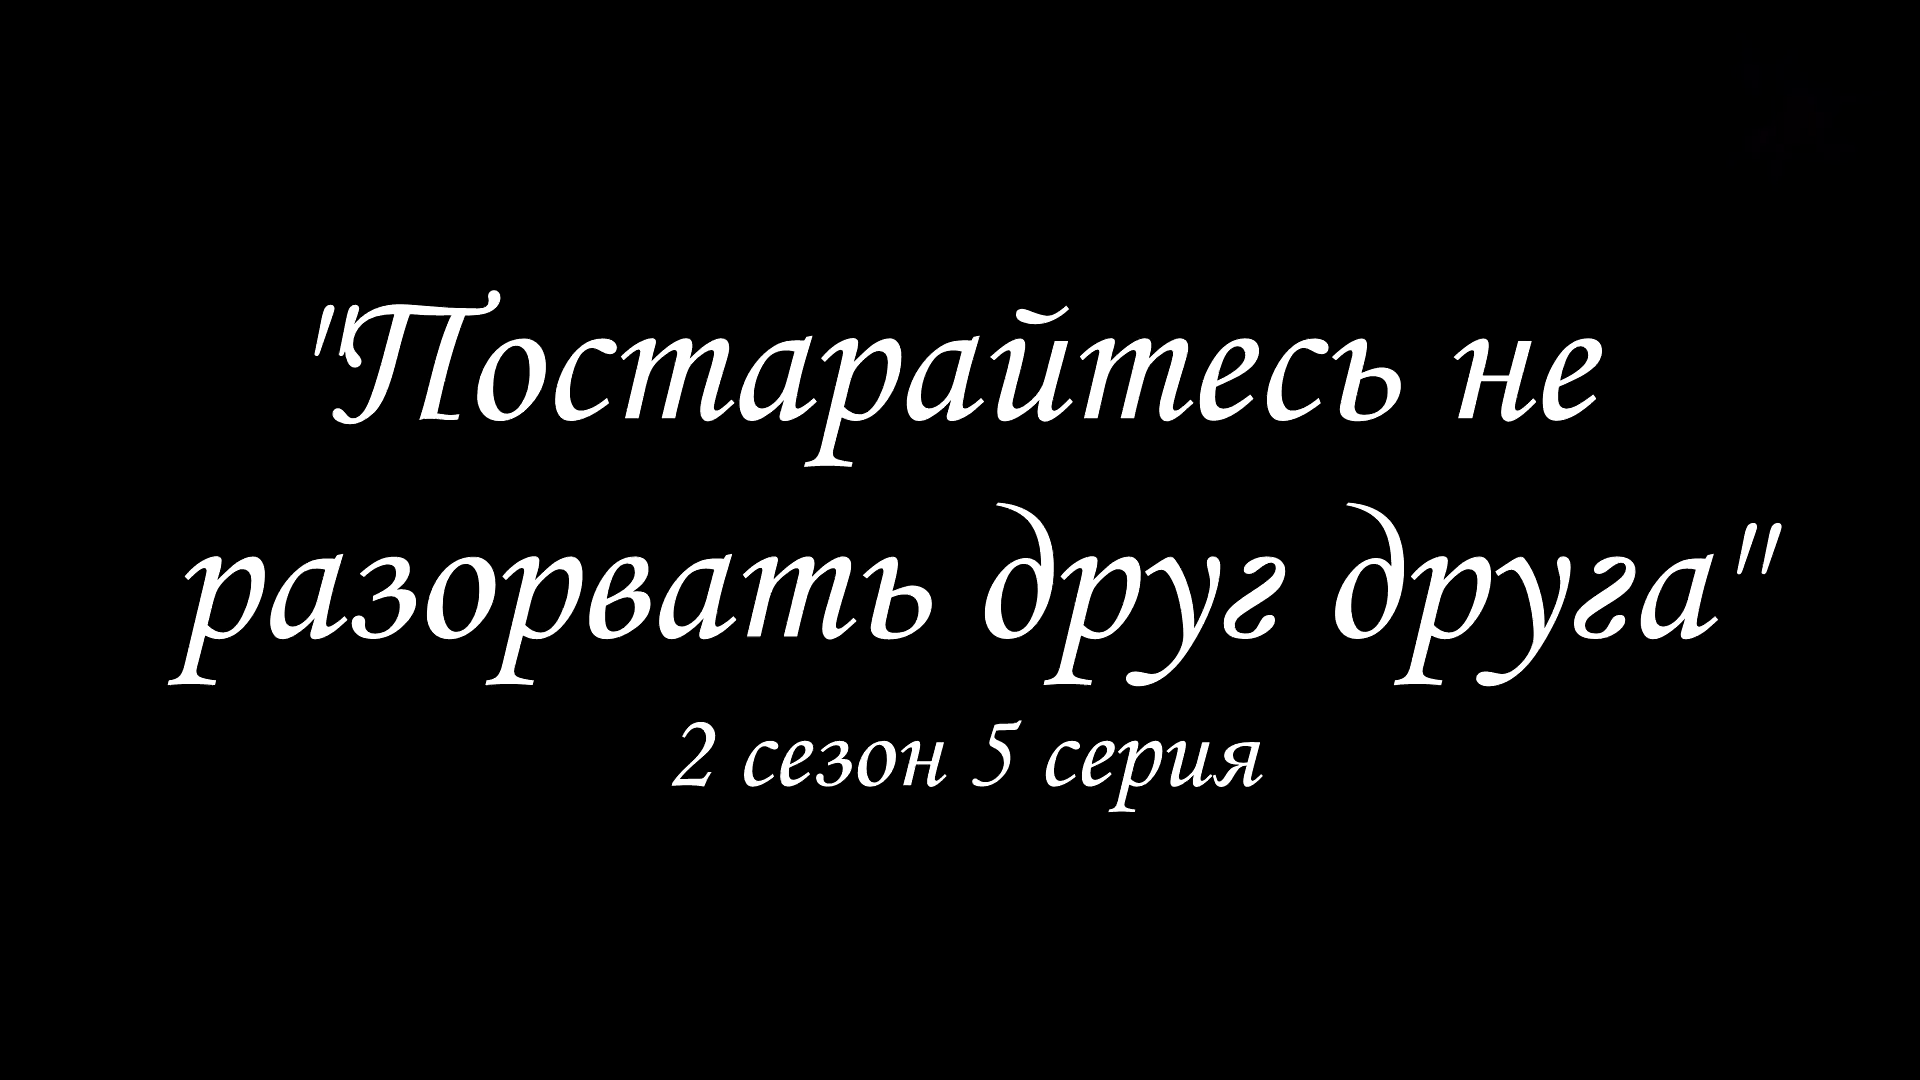 "Постарайтесь не
разорвать друг друга"
2 сезон 5 серия